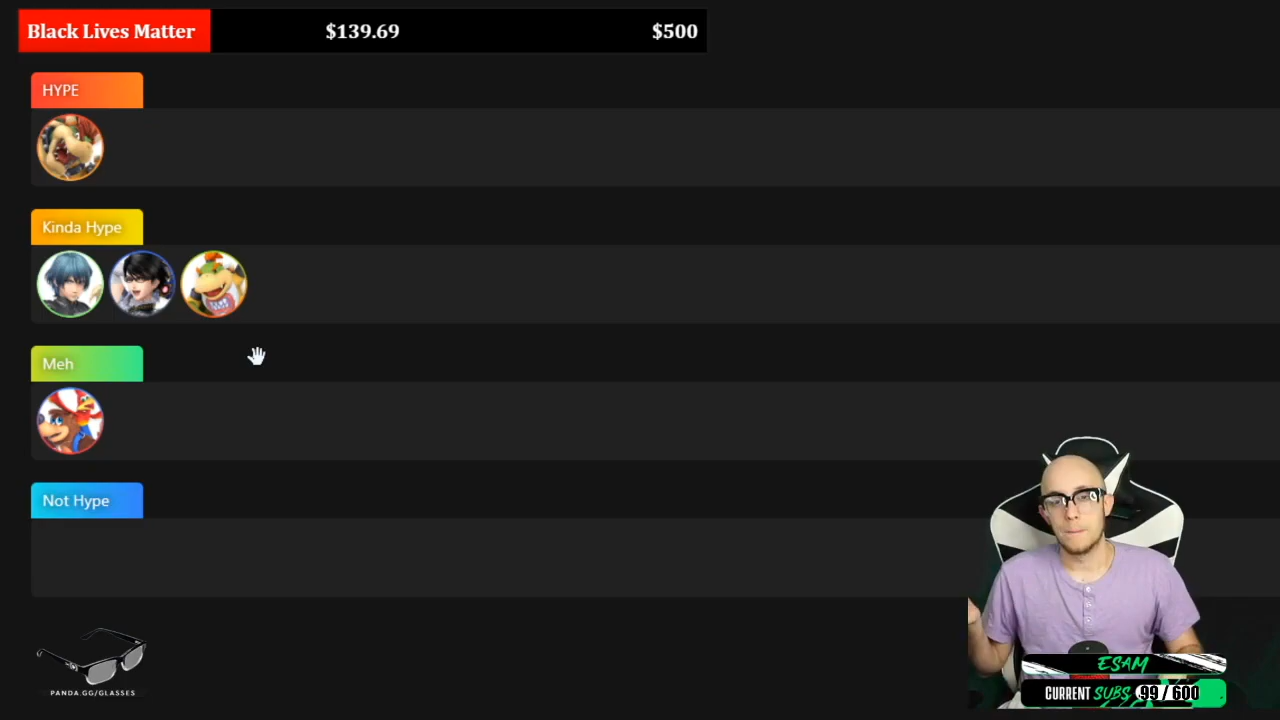 Black Lives Matter $139.69 $500
HYPE
Kinda Hype
Meh
Not Hype
PANDA.GG/GLASSES
ESAM
CURRENT SUBS 99 / 600